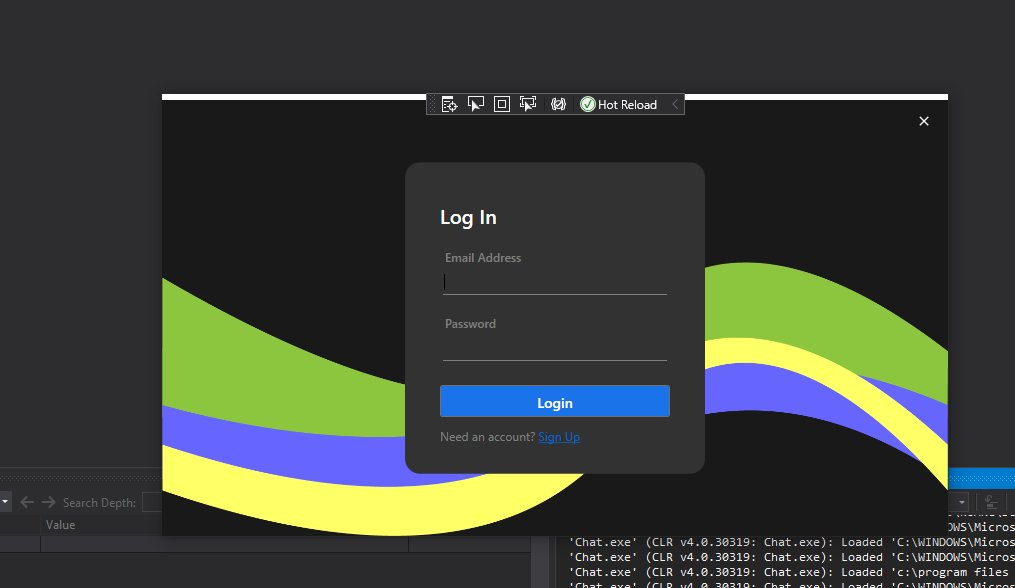 Hot Reload
Log In
Email Address
Password
Login
Need an account? Sign Up
Search Depth:
Value
OWS\Micros
'Chat.exe' (CLR v4.0.30319: Chat.exe): Loaded 'C:\WINDOWS\Micros
'Chat.exe' (CLR v4.0.30319: Chat.exe): Loaded 'C:\WINDOWS\Micros
'Chat.exe' (CLR v4.0.30319: Chat.exe): Loaded 'c:\program files
'Chat.exe' (CLR v4.0.30319: Chat.exe): Loaded 'C:\WINDOWS\Micros